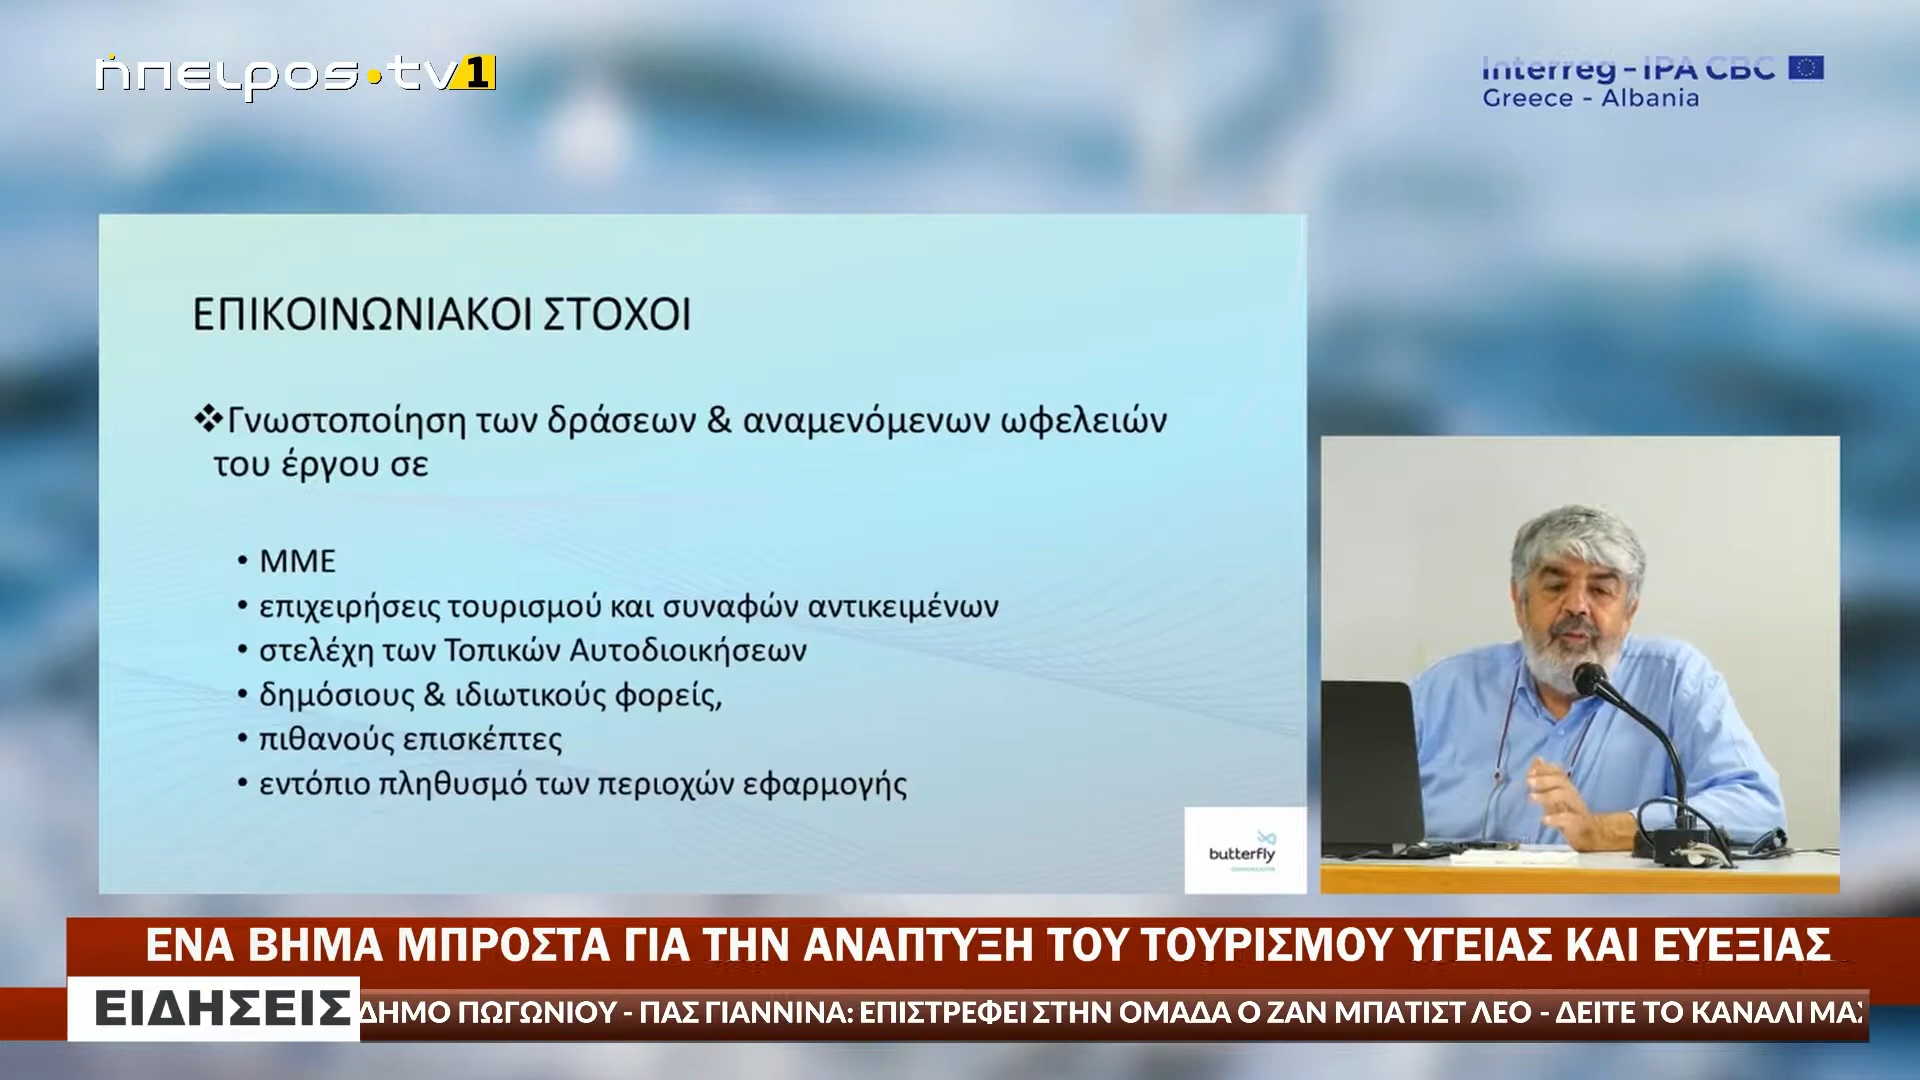 ήπειρος•tv1
Interreg - IPA CBC
Greece - Albania
ΕΠΙΚΟΙΝΩΝΙΑΚΟΙ ΣΤΟΧΟΙ
❖Γνωστοποίηση των δράσεων & αναμενόμενων ωφελειών
του έργου σε
• ΜΜΕ
• επιχειρήσεις τουρισμού και συναφών αντικειμένων
• στελέχη των Τοπικών Αυτοδιοικήσεων
• δημόσιους & ιδιωτικούς φορείς,
• πιθανούς επισκέπτες
• εντόπιο πληθυσμό των περιοχών εφαρμογής
butterfly
ΕΝΑ ΒΗΜΑ ΜΠΡΟΣΤΑ ΓΙΑ ΤΗΝ ΑΝΑΠΤΥΞΗ ΤΟΥ ΤΟΥΡΙΣΜΟΥ ΥΓΕΙΑΣ ΚΑΙ ΕΥΕΞΙΑΣ
ΕΙΔΗΣΕΙΣ
ΔΗΜΟ ΠΩΓΩΝΙΟΥ - ΠΑΣ ΓΙΑΝΝΙΝΑ: ΕΠΙΣΤΡΕΦΕΙ ΣΤΗΝ ΟΜΑΔΑ Ο ΖΑΝ ΜΠΑΤΙΣΤ ΛΕΟ - ΔΕΙΤΕ ΤΟ ΚΑΝΑΛΙ ΜΑΣ